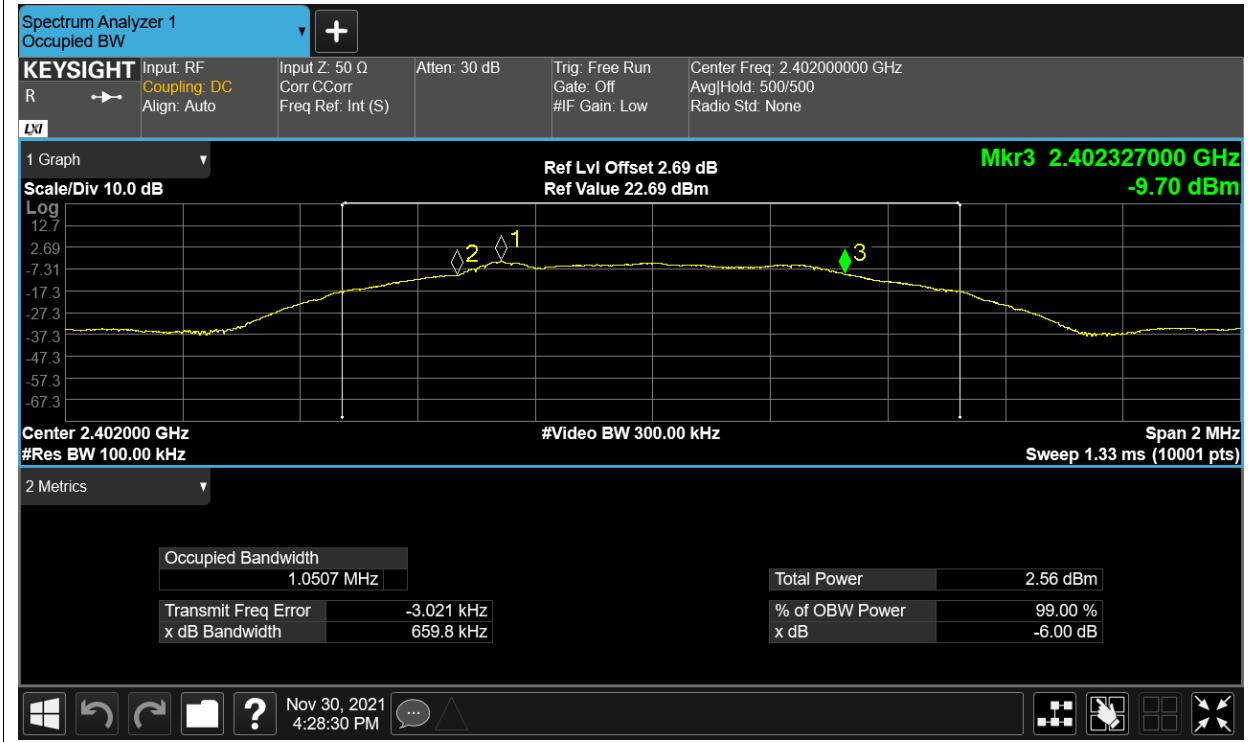 Spectrum Analyzer 1
Occupied BW
+
KEYSIGHT
R
LXI
Input: RF
Coupling: DC
Align: Auto
Input Z: 50 Ω
Corr CCorr
Freq Ref: Int (S)
Atten: 30 dB
Trig: Free Run
Gate: Off
#IF Gain: Low
Center Freq: 2.402000000 GHz
Avg|Hold: 500/500
Radio Std: None
1 Graph
Scale/Div 10.0 dB
Ref Lvl Offset 2.69 dB
Ref Value 22.69 dBm
Mkr3 2.402327000 GHz
-9.70 dBm
Log
12.7
2.69
-7.31
-17.3
-27.3
-37.3
-47.3
-57.3
-67.3
2
1
3
Center 2.402000 GHz
#Video BW 300.00 kHz
Span 2 MHz
#Res BW 100.00 kHz
Sweep 1.33 ms (10001 pts)
2 Metrics
Occupied Bandwidth
1.0507 MHz
Total Power 2.56 dBm
Transmit Freq Error -3.021 kHz
% of OBW Power 99.00 %
x dB Bandwidth 659.8 kHz
x dB -6.00 dB
?
Nov 30, 2021
4:28:30 PM